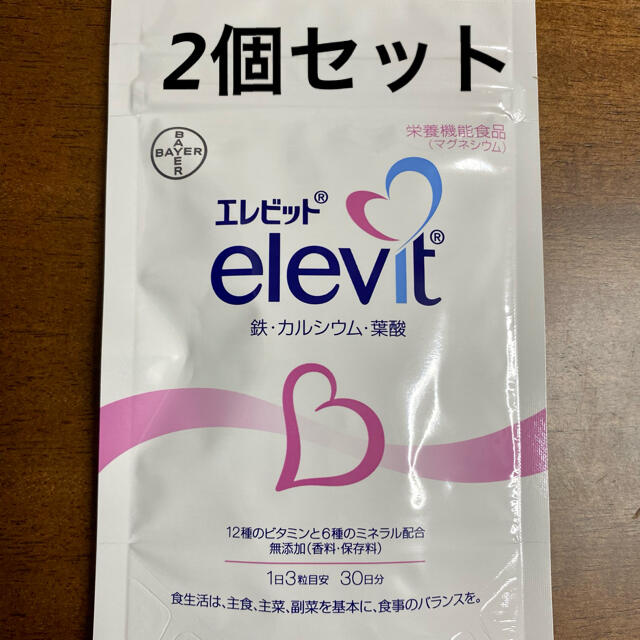 2個セット
栄養機能食品
(マグネシウム)
BAYER
BAYER
エレビット®
elevit®
鉄・カルシウム・葉酸
12種のビタミンと6種のミネラル配合
無添加(香料・保存料)
1日3粒目安 30日分
食生活は、主食、主菜、副菜を基本に、食事のバランスを。